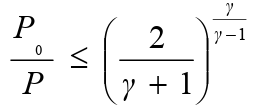 P₀/P ≤ (2/(γ + 1))^(γ/(γ−1))